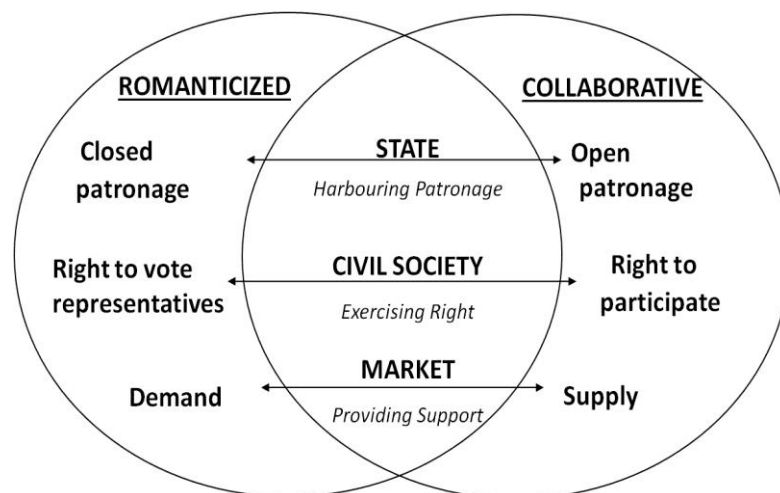 ROMANTICIZED
COLLABORATIVE
Closed
patronage
STATE
Harbouring Patronage
Open
patronage
Right to vote
representatives
CIVIL SOCIETY
Exercising Right
Right to
participate
Demand
MARKET
Providing Support
Supply